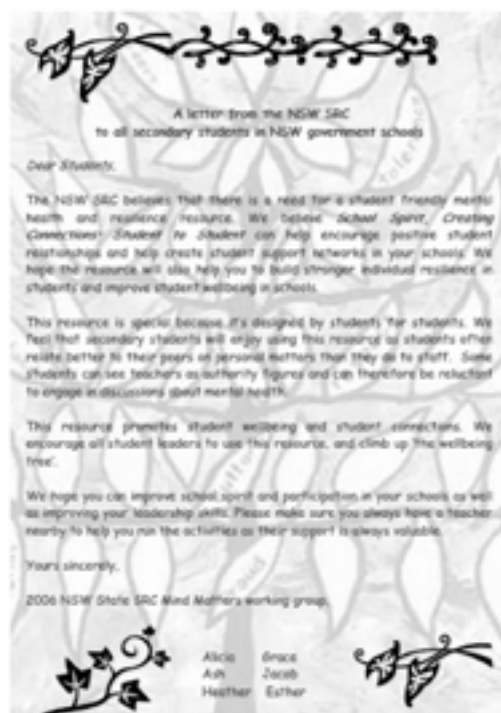 A letter from the NSW SRC
to all secondary students in NSW government schools
Dear Students,
The NSW SRC believes that there is a need for a student friendly mental
health and resilience resource. We believe School Spirit, Creating
Connections- Student to Student can help encourage positive student
relationships and help create student support networks in your schools. We
hope the resource will also help you to build stronger individual resilience in
students and improve student wellbeing in schools.
This resource is special because it's designed by students for students. We
feel that secondary students will enjoy using this resource as students often
relate better to their peers on personal matters than they do to staff. Some
students can see teachers as authority figures and can therefore be reluctant
to engage in discussions about mental health.
This resource promotes student wellbeing and student connections. We
encourage all student leaders to use this resource, and climb up 'the wellbeing
tree'.
We hope you can improve school spirit and participation in your schools as well
as improving your leadership skills. Please make sure you always have a teacher
nearby to help you run the activities as their support is always valuable.
Yours sincerely,
2006 NSW State SRC Mind Matters working group,
Alicia Grace
Ash Jacob
Heather Esther
tolerance